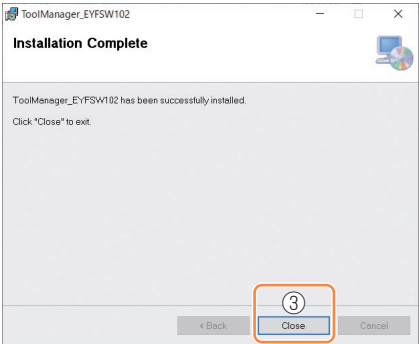 ToolManager_EYFSW102
Installation Complete
ToolManager_EYFSW102 has been successfully installed.
Click "Close" to exit.
③
< Back Close Cancel